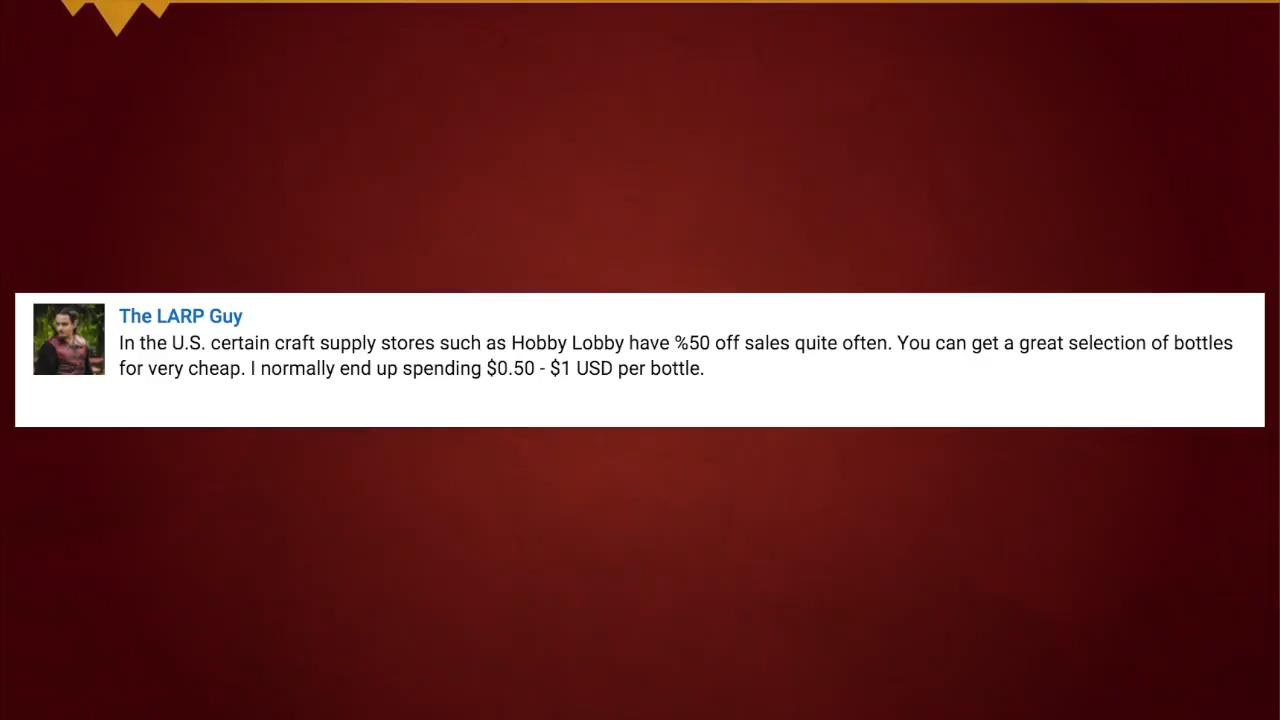 The LARP Guy
In the U.S. certain craft supply stores such as Hobby Lobby have %50 off sales quite often. You can get a great selection of bottles
for very cheap. I normally end up spending $0.50 - $1 USD per bottle.